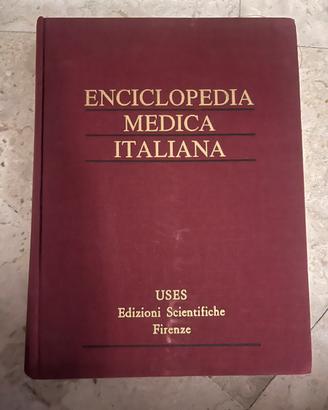 ENCICLOPEDIA
MEDICA
ITALIANA
USES
Edizioni Scientifiche
Firenze